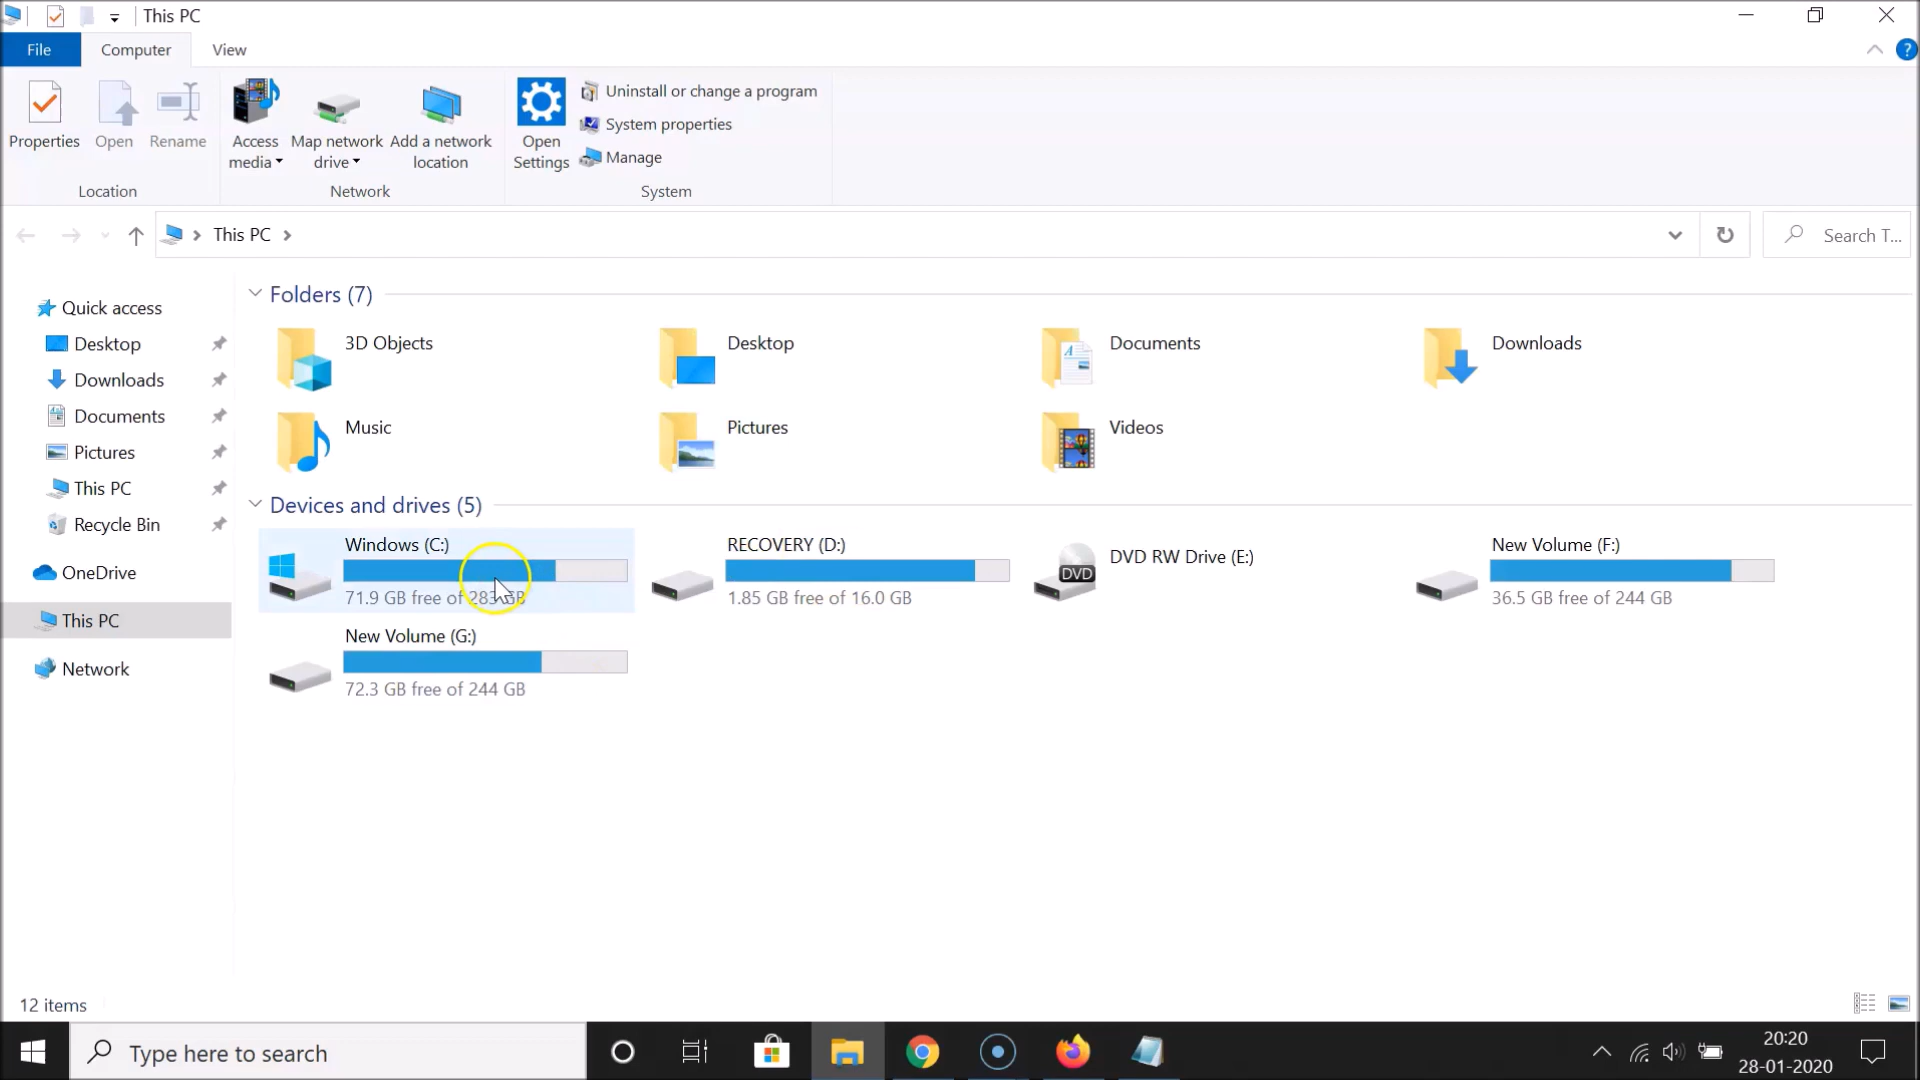 This PC
File Computer View
?
Properties Open Rename
Access media
Map network drive
Add a network location
Open Settings
Uninstall or change a program
System properties
Manage
Location Network System
This PC
Search T...
Quick access
Desktop
Downloads
Documents
Pictures
This PC
Recycle Bin
OneDrive
This PC
Network
Folders (7)
3D Objects Desktop Documents Downloads
Music Pictures Videos
Devices and drives (5)
Windows (C:)
71.9 GB free of 283 GB
RECOVERY (D:)
1.85 GB free of 16.0 GB
DVD RW Drive (E:)
DVD
New Volume (F:)
36.5 GB free of 244 GB
New Volume (G:)
72.3 GB free of 244 GB
12 items
Type here to search
20:20
28-01-2020